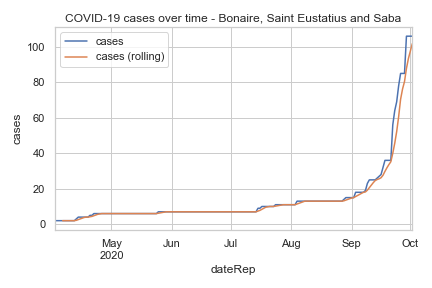 COVID-19 cases over time - Bonaire, Saint Eustatius and Saba
cases
cases (rolling)
100
80
60
40
20
0
cases
May
2020
Jun
Jul
Aug
Sep
Oct
dateRep